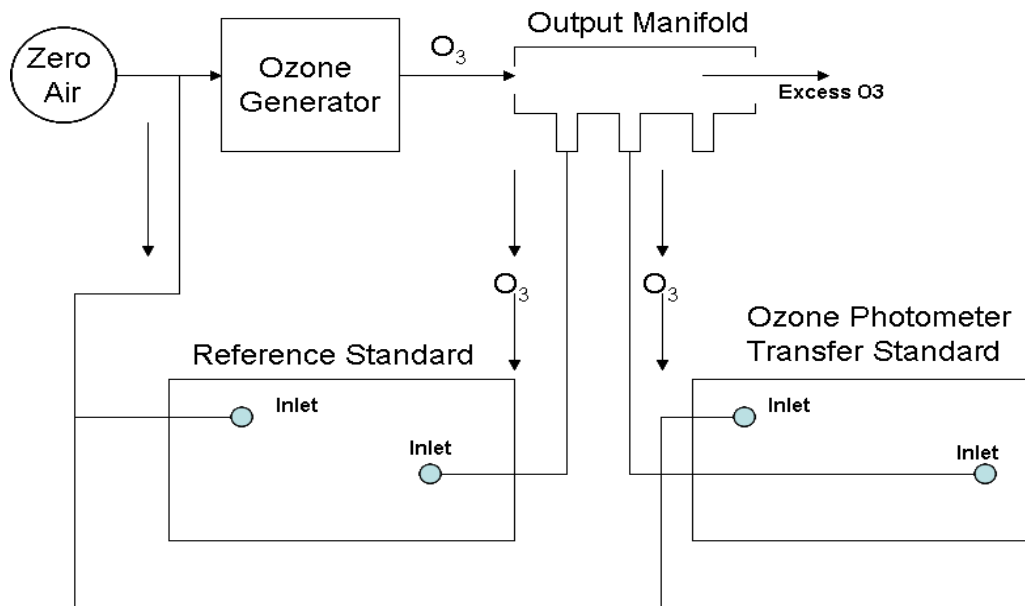 Zero
Air
Ozone
Generator
O₃
Output Manifold
Excess O3
O₃
O₃
Reference Standard
Inlet
Inlet
Ozone Photometer
Transfer Standard
Inlet
Inlet